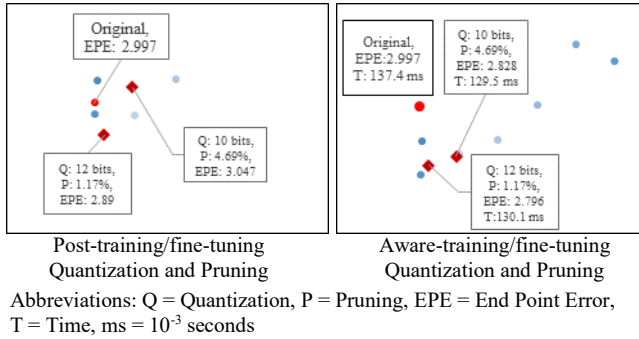 Original,
EPE: 2.997
Q: 10 bits,
P: 4.69%,
EPE: 3.047
Q: 12 bits,
P: 1.17%,
EPE: 2.89
Post-training/fine-tuning
Quantization and Pruning
Original,
EPE:2.997
T: 137.4 ms
Q: 10 bits,
P: 4.69%,
EPE: 2.828
T: 129.5 ms
Q: 12 bits,
P: 1.17%,
EPE: 2.796
T:130.1 ms
Aware-training/fine-tuning
Quantization and Pruning
Abbreviations: Q = Quantization, P = Pruning, EPE = End Point Error,
T = Time, ms = 10⁻³ seconds